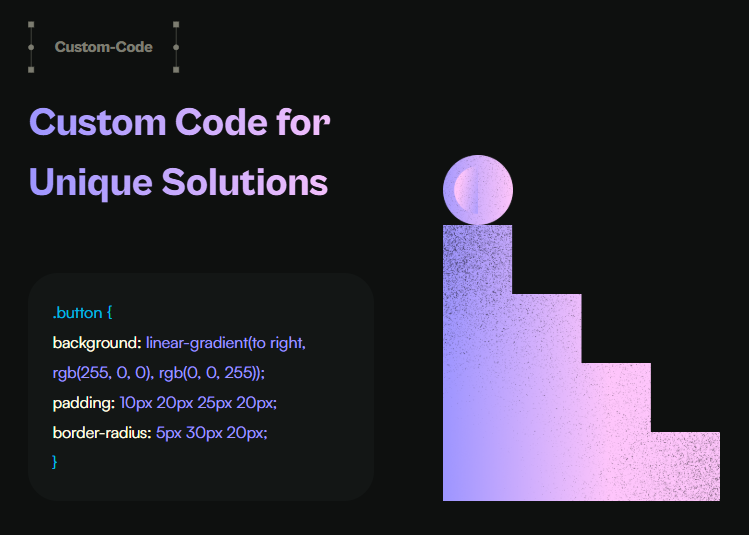 Custom-Code
Custom Code for
Unique Solutions
.button {
background: linear-gradient(to right,
rgb(255, 0, 0), rgb(0, 0, 255));
padding: 10px 20px 25px 20px;
border-radius: 5px 30px 20px;
}